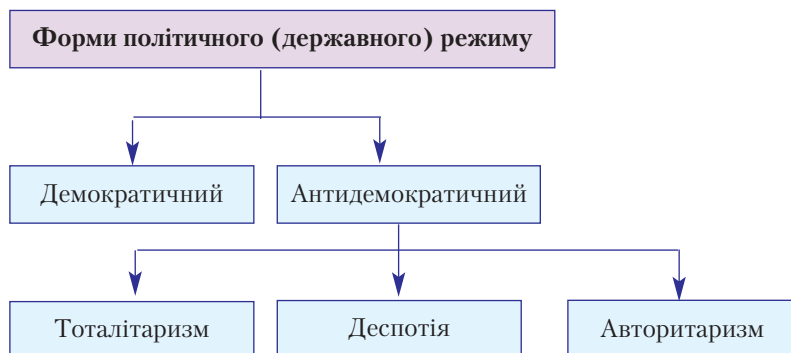 Форми політичного (державного) режиму
Демократичний
Антидемократичний
Тоталітаризм
Деспотія
Авторитаризм